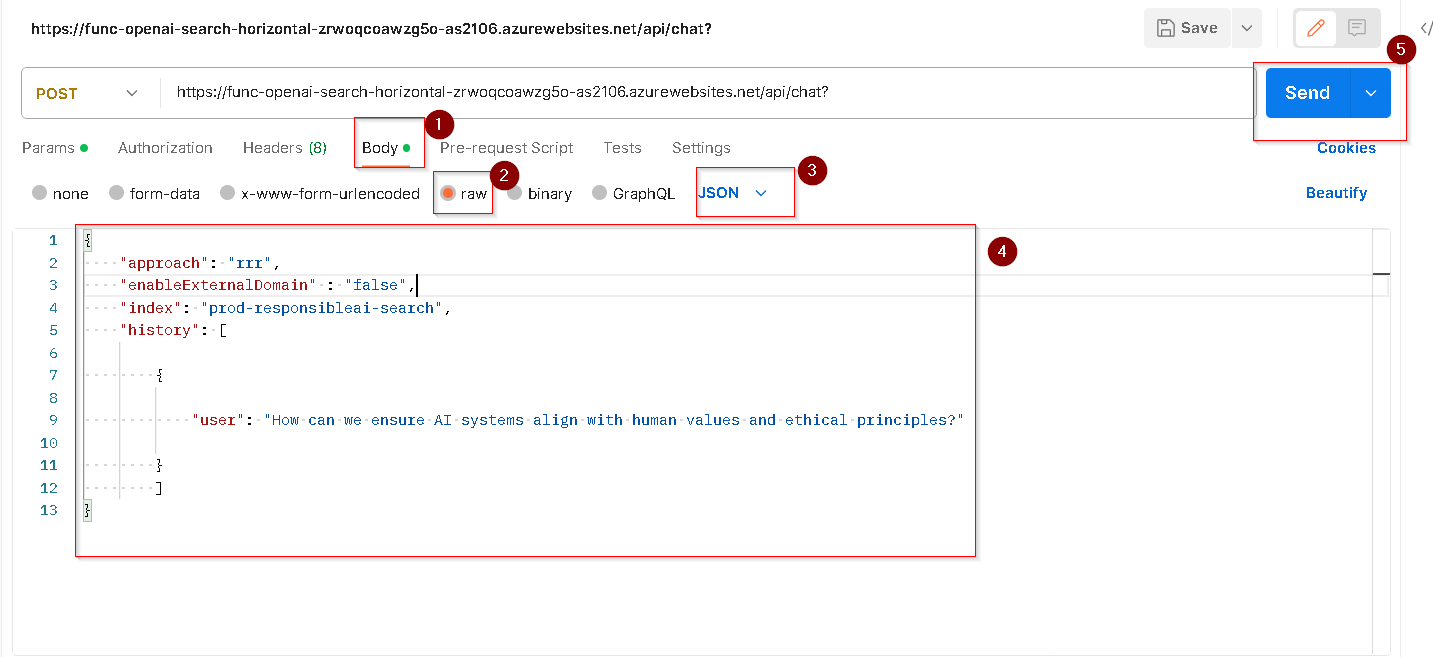 https://func-openai-search-horizontal-zrwoqcoawzg5o-as2106.azurewebsites.net/api/chat?
Save
5
POST https://func-openai-search-horizontal-zrwoqcoawzg5o-as2106.azurewebsites.net/api/chat? Send
1
Params Authorization Headers (8) Body Pre-request Script Tests Settings Cookies
2 3
none form-data x-www-form-urlencoded raw binary GraphQL JSON Beautify
4
1 {
2 "approach": "rrr",
3 "enableExternalDomain" : "false",
4 "index": "prod-responsibleai-search",
5 "history": [
6
7 {
8
9 "user": "How can we ensure AI systems align with human values and ethical principles?"
10
11 }
12 ]
13 }